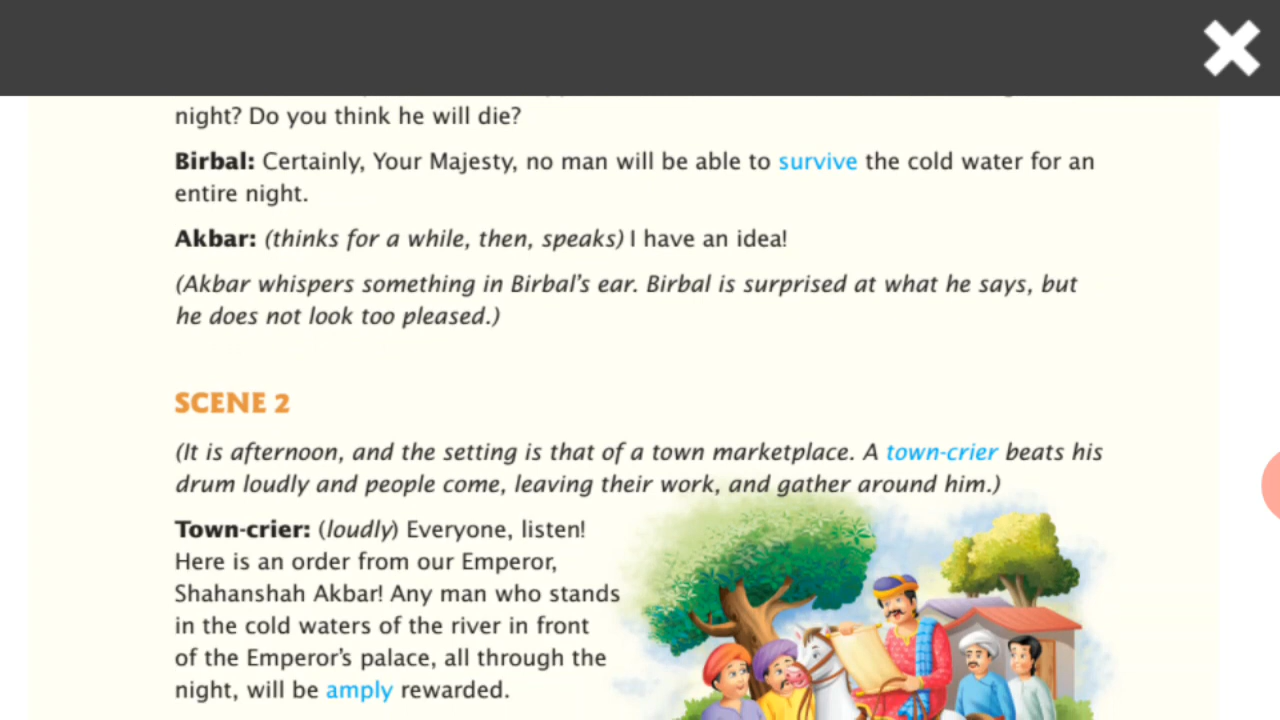 night? Do you think he will die?
Birbal: Certainly, Your Majesty, no man will be able to survive the cold water for an
entire night.
Akbar: (thinks for a while, then, speaks) I have an idea!
(Akbar whispers something in Birbal’s ear. Birbal is surprised at what he says, but
he does not look too pleased.)
SCENE 2
(It is afternoon, and the setting is that of a town marketplace. A town-crier beats his
drum loudly and people come, leaving their work, and gather around him.)
Town-crier: (loudly) Everyone, listen!
Here is an order from our Emperor,
Shahanshah Akbar! Any man who stands
in the cold waters of the river in front
of the Emperor’s palace, all through the
night, will be amply rewarded.